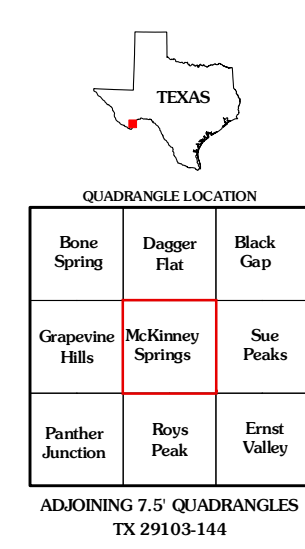 TEXAS
QUADRANGLE LOCATION
Bone Spring
Dagger Flat
Black Gap
Grapevine Hills
McKinney Springs
Sue Peaks
Panther Junction
Roys Peak
Ernst Valley
ADJOINING 7.5' QUADRANGLES
TX 29103-144